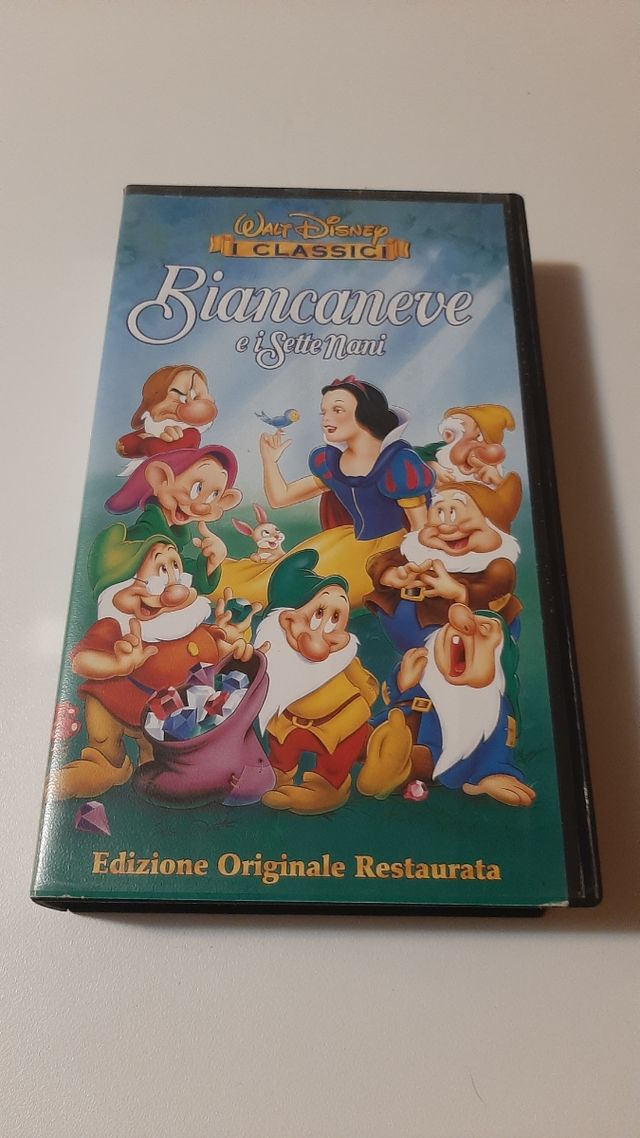 WALT DISNEY
I CLASSICI
Biancaneve
e i Sette Nani
Edizione Originale Restaurata